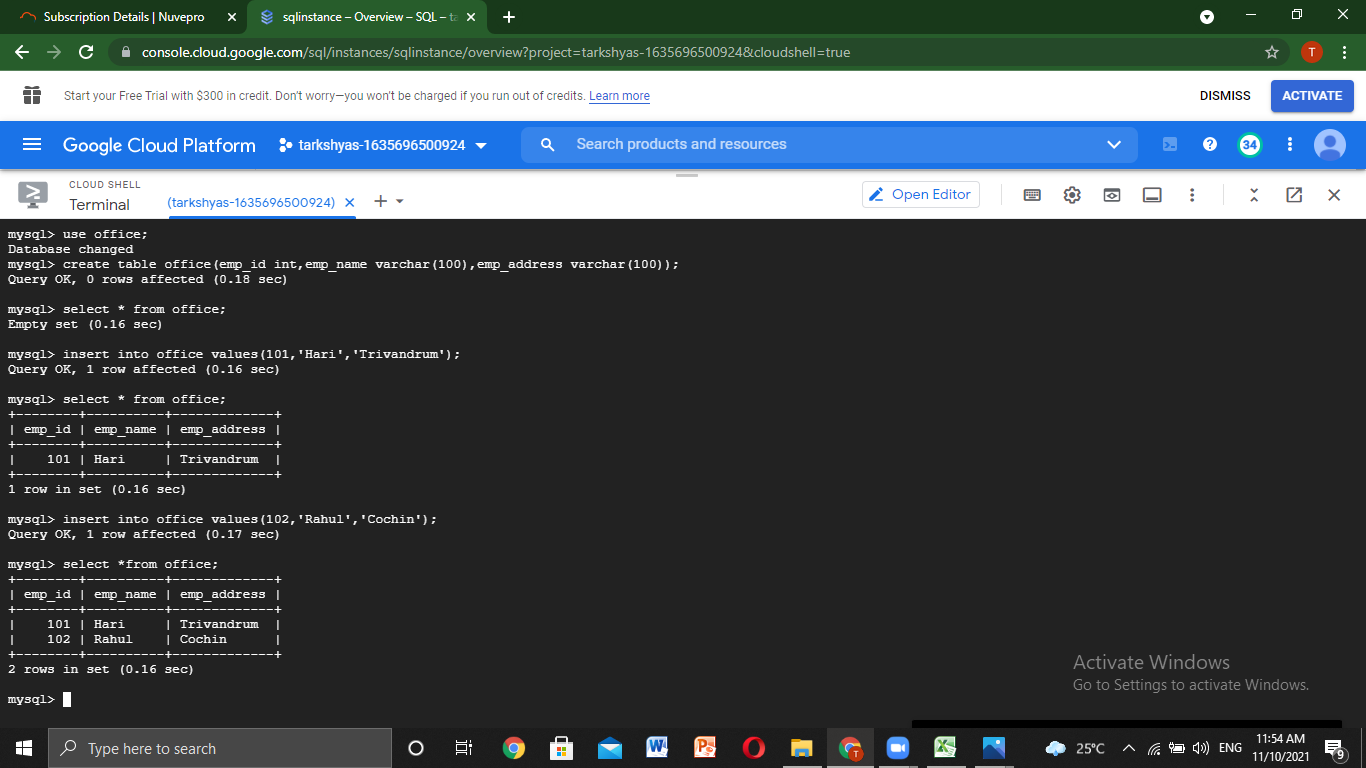 Subscription Details | Nuvepro
sqlinstance – Overview – SQL – ta
console.cloud.google.com/sql/instances/sqlinstance/overview?project=tarkshyas-1635696500924&cloudshell=true
T
Start your Free Trial with $300 in credit. Don't worry—you won't be charged if you run out of credits. Learn more
DISMISS
ACTIVATE
Google Cloud Platform
tarkshyas-1635696500924
Search products and resources
34
CLOUD SHELL
Terminal
(tarkshyas-1635696500924)
Open Editor
mysql> use office;
Database changed
mysql> create table office(emp_id int,emp_name varchar(100),emp_address varchar(100));
Query OK, 0 rows affected (0.18 sec)
mysql> select * from office;
Empty set (0.16 sec)
mysql> insert into office values(101,'Hari','Trivandrum');
Query OK, 1 row affected (0.16 sec)
mysql> select * from office;
+--------+----------+-------------+
| emp_id | emp_name | emp_address |
+--------+----------+-------------+
|    101 | Hari     | Trivandrum  |
+--------+----------+-------------+
1 row in set (0.16 sec)
mysql> insert into office values(102,'Rahul','Cochin');
Query OK, 1 row affected (0.17 sec)
mysql> select *from office;
+--------+----------+-------------+
| emp_id | emp_name | emp_address |
+--------+----------+-------------+
|    101 | Hari     | Trivandrum  |
|    102 | Rahul    | Cochin      |
+--------+----------+-------------+
2 rows in set (0.16 sec)
mysql>
Activate Windows
Go to Settings to activate Windows.
Type here to search
25°C
ENG
11:54 AM
11/10/2021
9